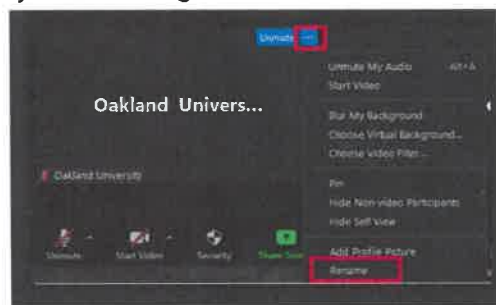 Unmute ...
Unmute My Audio Alt+A
Start Video
Oakland Univers...
Blur My Background
Choose Virtual Background...
Choose Video Filter...
Oakland University
Pin
Hide Non-video Participants
Hide Self View
Unmute
Start Video
Security
Share
Add Profile Picture
Rename